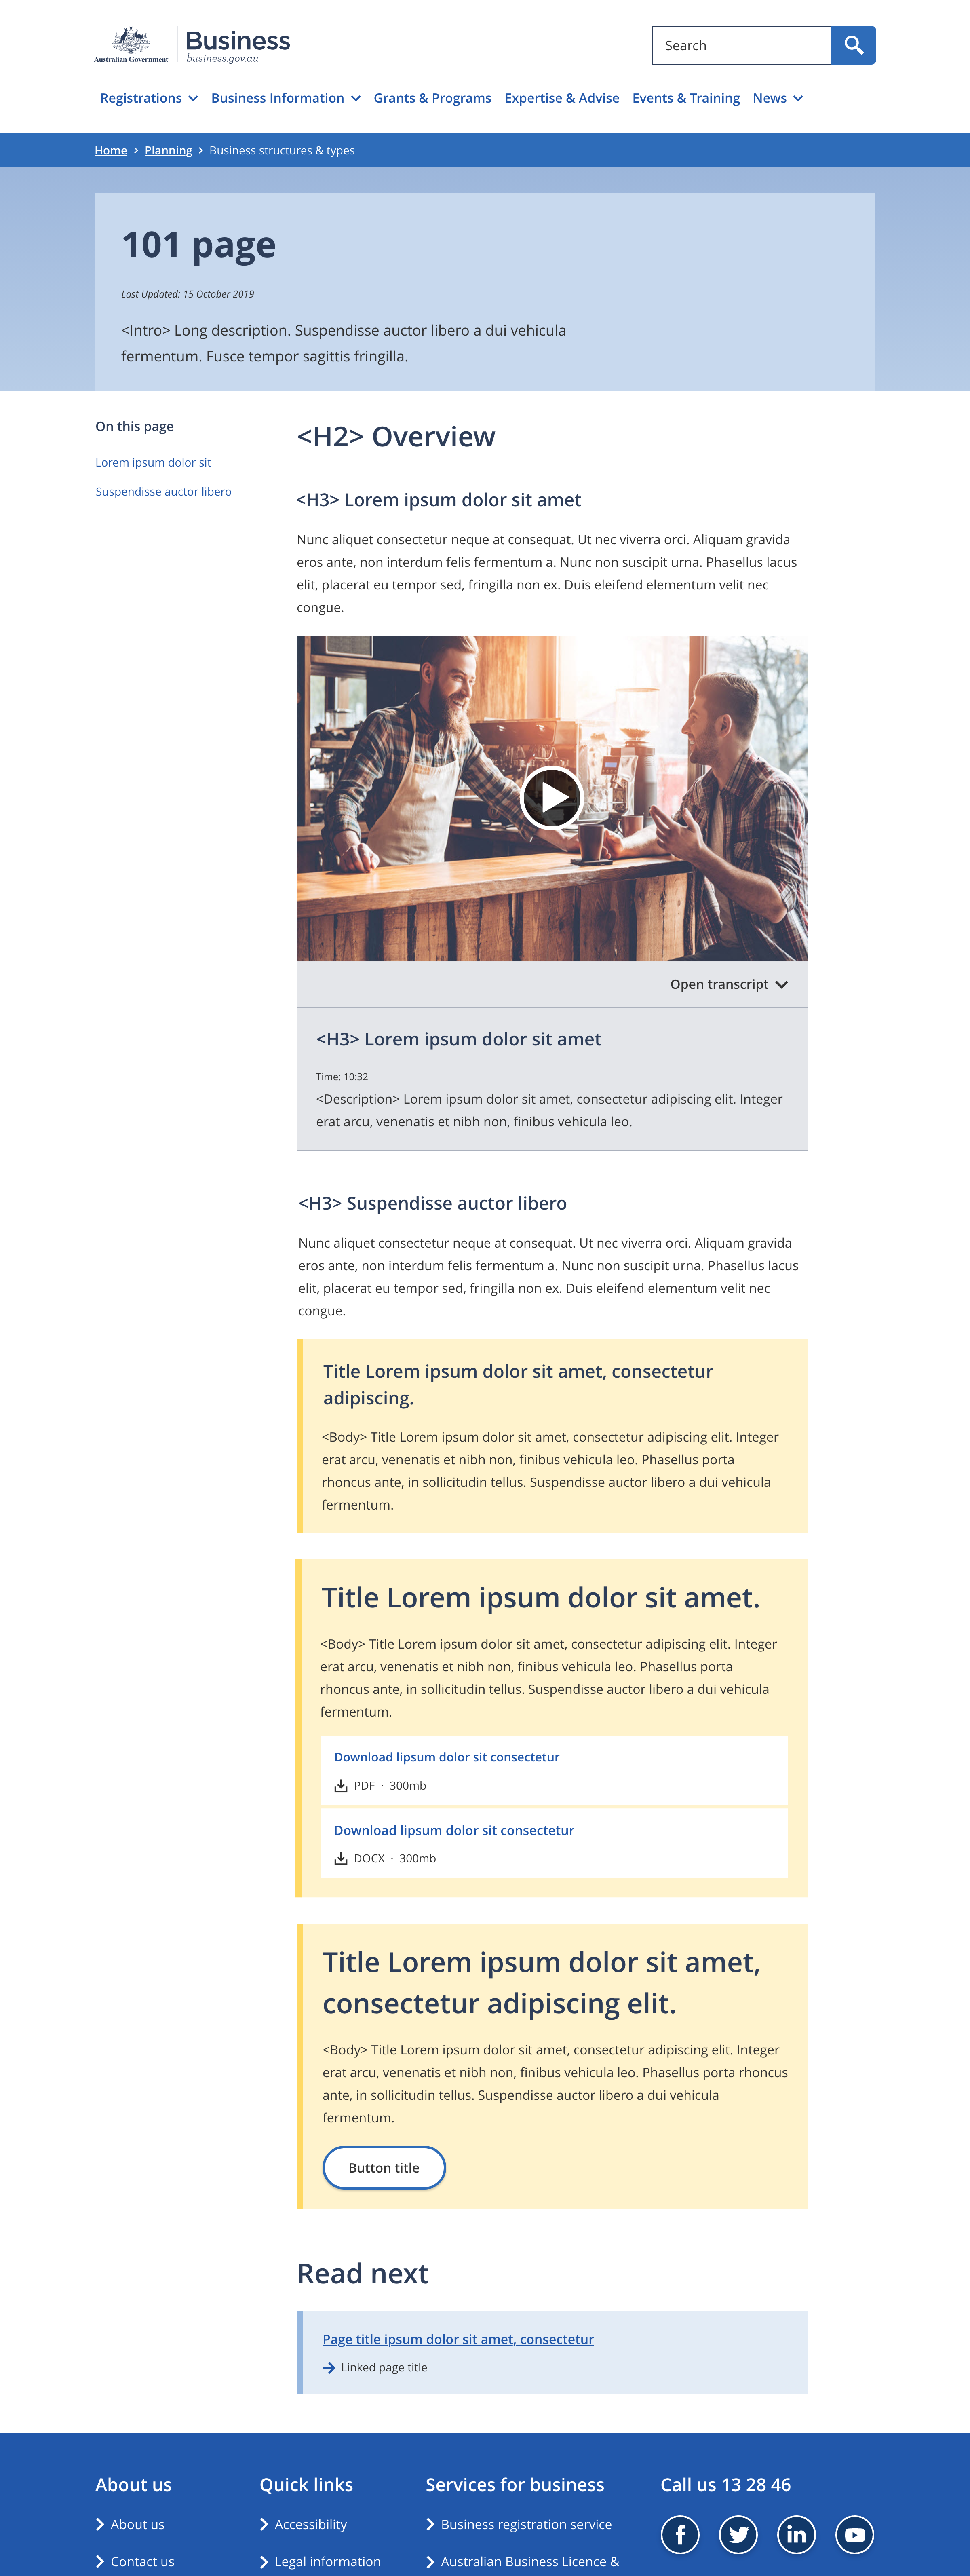 Australian Government
Business
business.gov.au
Search
Registrations
Business Information
Grants & Programs
Expertise & Advise
Events & Training
News
Home > Planning > Business structures & types
101 page
Last Updated: 15 October 2019
<Intro> Long description. Suspendisse auctor libero a dui vehicula
fermentum. Fusce tempor sagittis fringilla.
On this page
Lorem ipsum dolor sit
Suspendisse auctor libero
<H2> Overview
<H3> Lorem ipsum dolor sit amet
Nunc aliquet consectetur neque at consequat. Ut nec viverra orci. Aliquam gravida
eros ante, non interdum felis fermentum a. Nunc non suscipit urna. Phasellus lacus
elit, placerat eu tempor sed, fringilla non ex. Duis eleifend elementum velit nec
congue.
Open transcript
<H3> Lorem ipsum dolor sit amet
Time: 10:32
<Description> Lorem ipsum dolor sit amet, consectetur adipiscing elit. Integer
erat arcu, venenatis et nibh non, finibus vehicula leo.
<H3> Suspendisse auctor libero
Nunc aliquet consectetur neque at consequat. Ut nec viverra orci. Aliquam gravida
eros ante, non interdum felis fermentum a. Nunc non suscipit urna. Phasellus lacus
elit, placerat eu tempor sed, fringilla non ex. Duis eleifend elementum velit nec
congue.
Title Lorem ipsum dolor sit amet, consectetur
adipiscing.
<Body> Title Lorem ipsum dolor sit amet, consectetur adipiscing elit. Integer
erat arcu, venenatis et nibh non, finibus vehicula leo. Phasellus porta
rhoncus ante, in sollicitudin tellus. Suspendisse auctor libero a dui vehicula
fermentum.
Title Lorem ipsum dolor sit amet.
<Body> Title Lorem ipsum dolor sit amet, consectetur adipiscing elit. Integer
erat arcu, venenatis et nibh non, finibus vehicula leo. Phasellus porta
rhoncus ante, in sollicitudin tellus. Suspendisse auctor libero a dui vehicula
fermentum.
Download lipsum dolor sit consectetur
PDF · 300mb
Download lipsum dolor sit consectetur
DOCX · 300mb
Title Lorem ipsum dolor sit amet,
consectetur adipiscing elit.
<Body> Title Lorem ipsum dolor sit amet, consectetur adipiscing elit. Integer
erat arcu, venenatis et nibh non, finibus vehicula leo. Phasellus porta rhoncus
ante, in sollicitudin tellus. Suspendisse auctor libero a dui vehicula
fermentum.
Button title
Read next
Page title ipsum dolor sit amet, consectetur
Linked page title
About us
About us
Contact us
Quick links
Accessibility
Legal information
Services for business
Business registration service
Australian Business Licence &
Call us 13 28 46